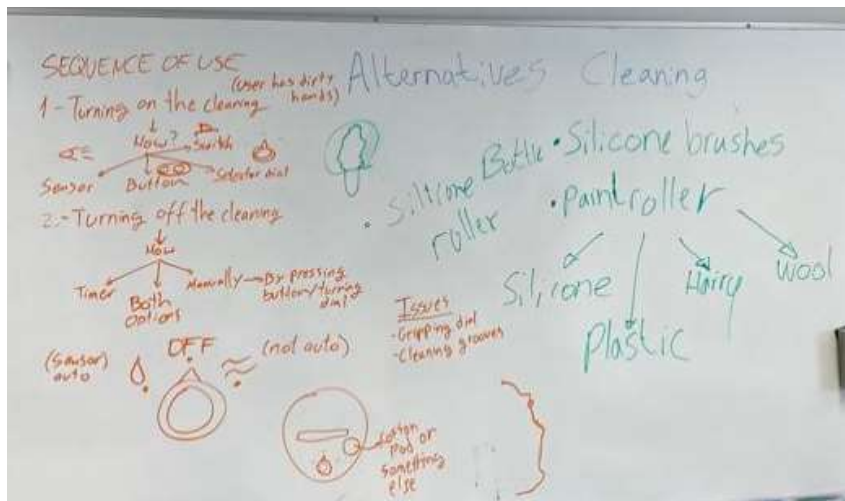 SEQUENCE OF USE
(user has dirty
hands)
1- Turning on the cleaning
How?
Switch
Sensor
Button
Selector dial
2.- Turning off the cleaning
How
Timer
Both
options
Manually
By pressing
button/turning
dial
OFF
(Sensor)
auto
(not auto)
Issues
-Gripping dial
-Cleaning grooves
pod or
something
else
Alternatives Cleaning
• Silicone Bottle
roller
• Silicone brushes
• Paintroller
Silicone
Plastic
Hairy
Wool